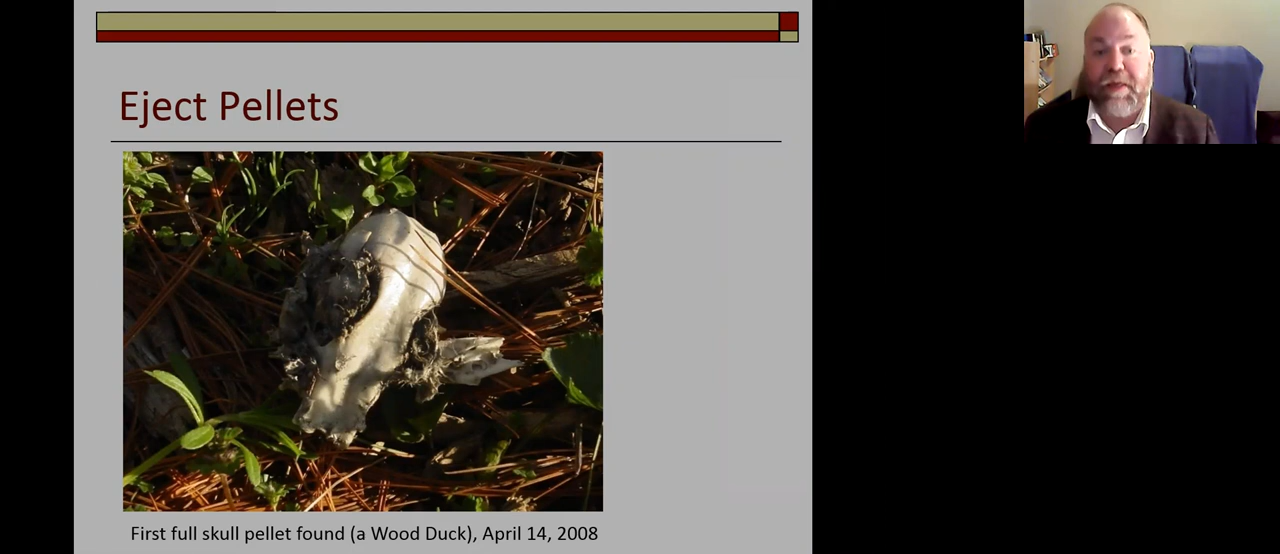 Eject Pellets
First full skull pellet found (a Wood Duck), April 14, 2008